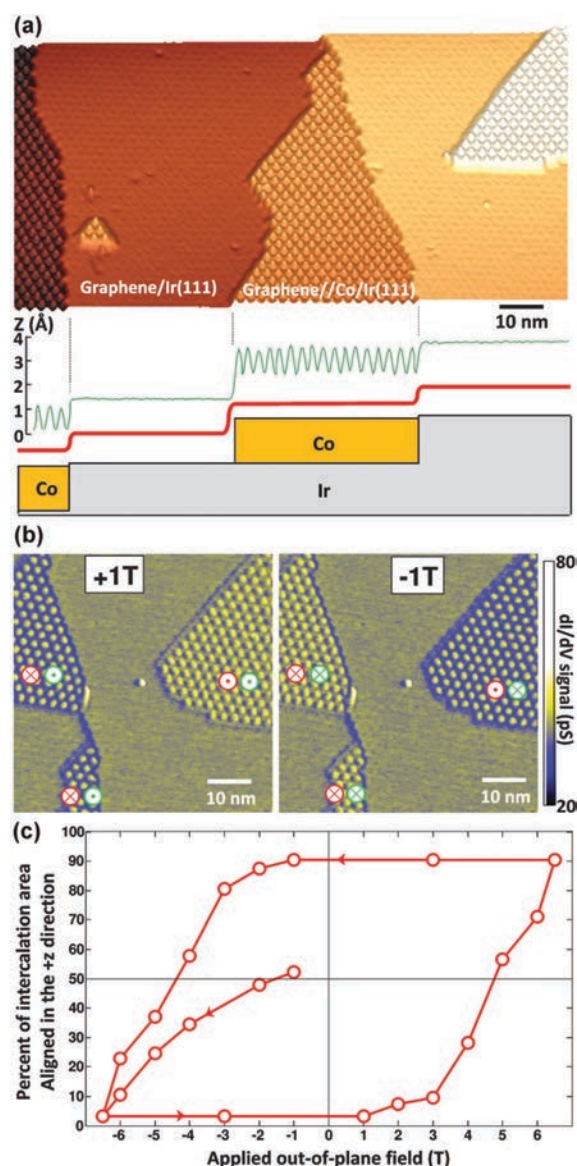 (a)
Graphene/Ir(111)
Graphene//Co/Ir(111)
Z (Å)
4
3
2
1
0
10 nm
Co
Co
Ir
(b)
+1T
-1T
10 nm
10 nm
80
dI/dV signal (pS)
20
(c)
Percent of intercalation area
Aligned in the +z direction
100
90
80
70
60
50
40
30
20
10
0
-6 -5 -4 -3 -2 -1 0 1 2 3 4 5 6
Applied out-of-plane field (T)